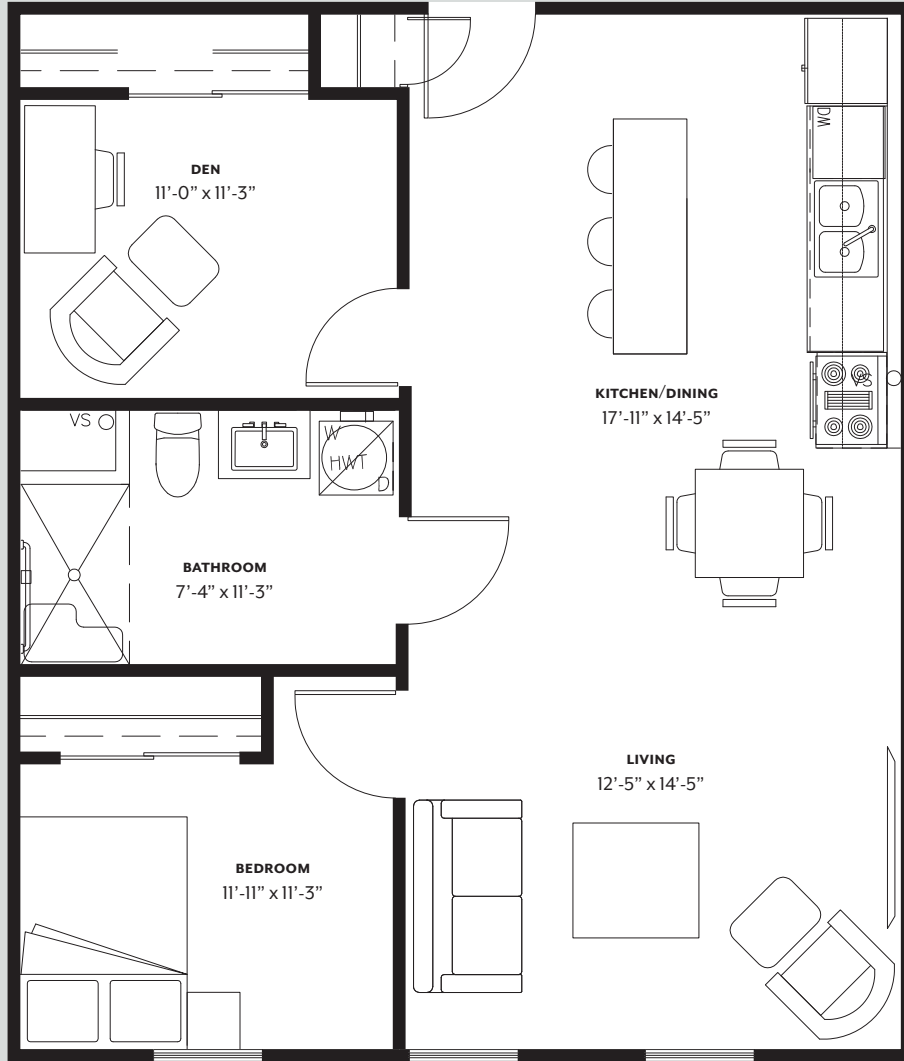 DEN
11'-0” x 11'-3”
DW
KITCHEN/DINING
17'-11” x 14'-5”
VS
VS
W
HWT
D
BATHROOM
7'-4” x 11'-3”
LIVING
12'-5” x 14'-5”
BEDROOM
11'-11” x 11'-3”